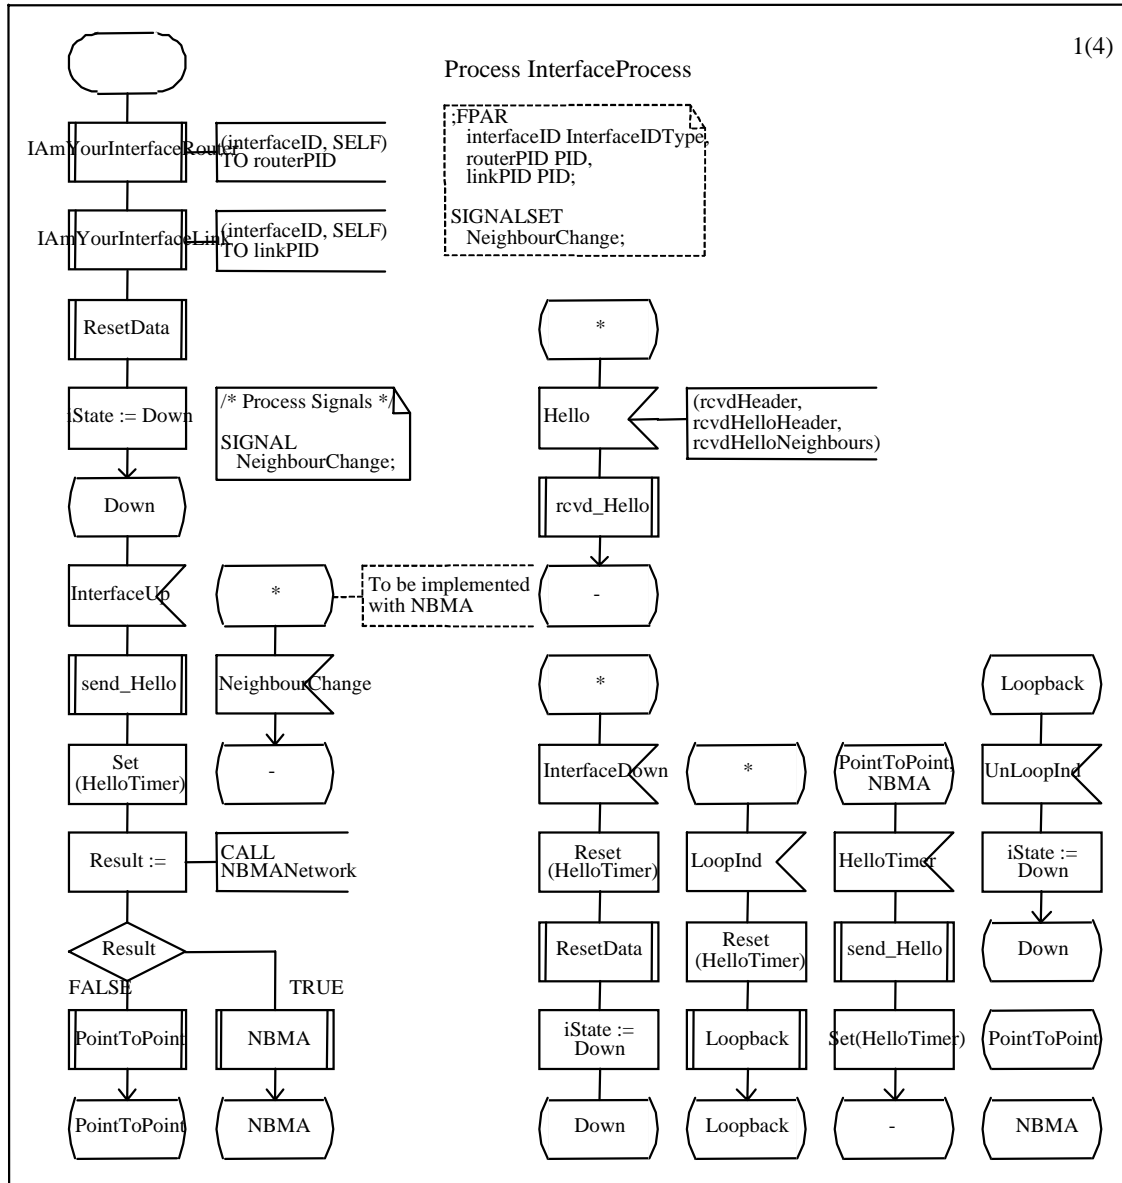 1(4)
Process InterfaceProcess
;FPAR
interfaceID InterfaceIDType,
routerPID PID,
linkPID PID;
SIGNALSET
NeighbourChange;
IAmYourInterfaceRouter
(interfaceID, SELF)
TO routerPID
IAmYourInterfaceLink
(interfaceID, SELF)
TO linkPID
ResetData
iState := Down
/* Process Signals */
SIGNAL
NeighbourChange;
Down
InterfaceUp
send_Hello
Set
(HelloTimer)
Result :=
CALL
NBMANetwork
Result
FALSE
TRUE
PointToPoint
NBMA
PointToPoint
NBMA
*
To be implemented
with NBMA
NeighbourChange
-
*
Hello
(rcvdHeader,
rcvdHelloHeader,
rcvdHelloNeighbours)
rcvd_Hello
-
*
InterfaceDown
Reset
(HelloTimer)
ResetData
iState :=
Down
Down
*
LoopInd
Reset
(HelloTimer)
Loopback
Loopback
PointToPoint,
NBMA
HelloTimer
send_Hello
Set(HelloTimer)
-
Loopback
UnLoopInd
iState :=
Down
Down
PointToPoint
NBMA